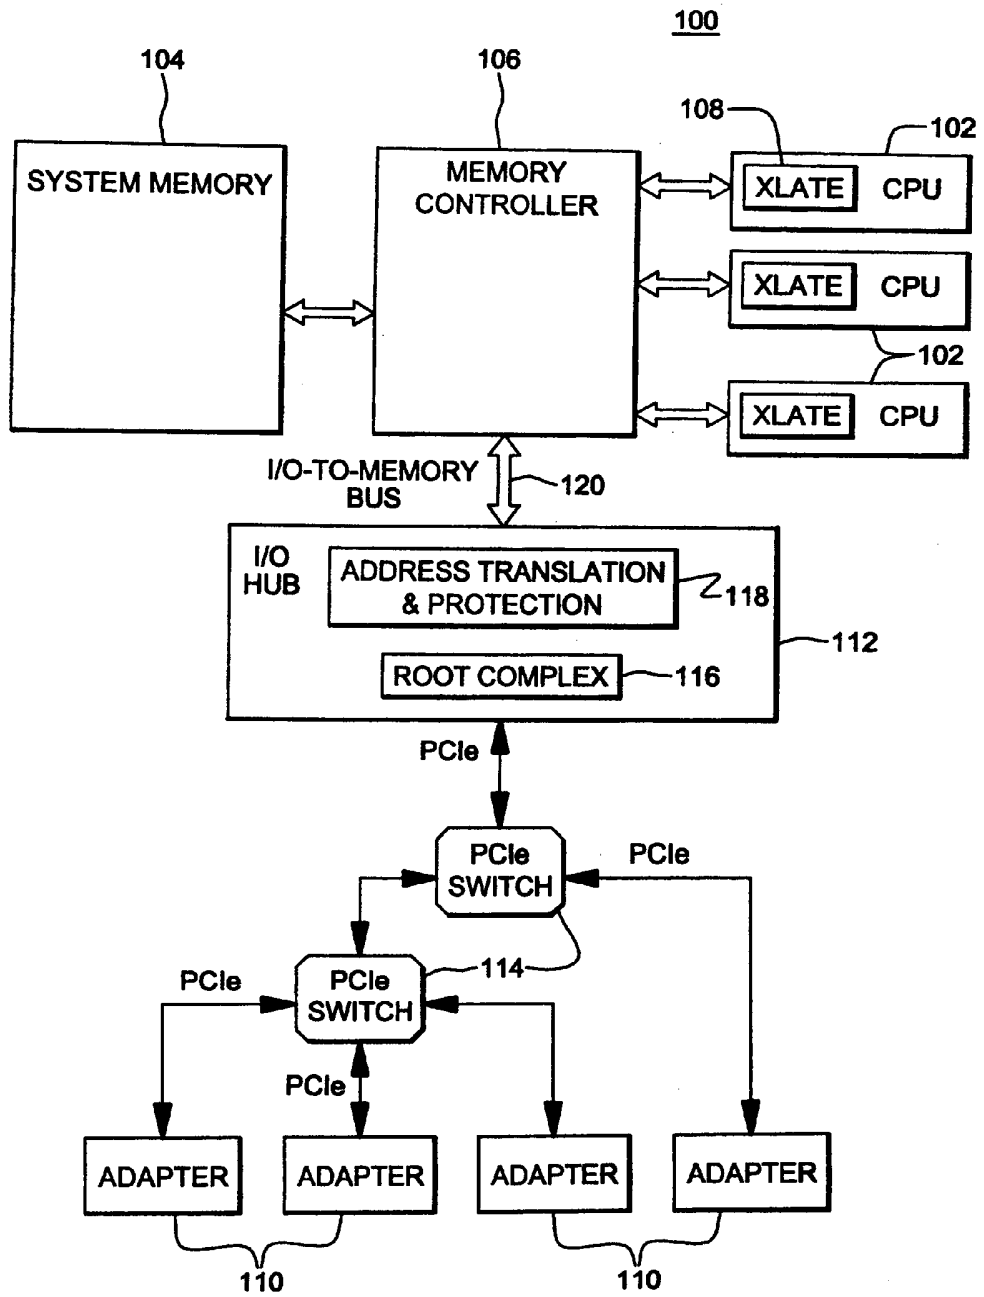 100
104
106
108
102
SYSTEM MEMORY
MEMORY
CONTROLLER
XLATE CPU
XLATE CPU
102
XLATE CPU
I/O-TO-MEMORY
BUS
120
I/O
HUB
ADDRESS TRANSLATION
& PROTECTION
118
112
ROOT COMPLEX
116
PCIe
PCIe
SWITCH
PCIe
114
PCIe
PCIe
SWITCH
PCIe
ADAPTER
ADAPTER
ADAPTER
ADAPTER
110
110